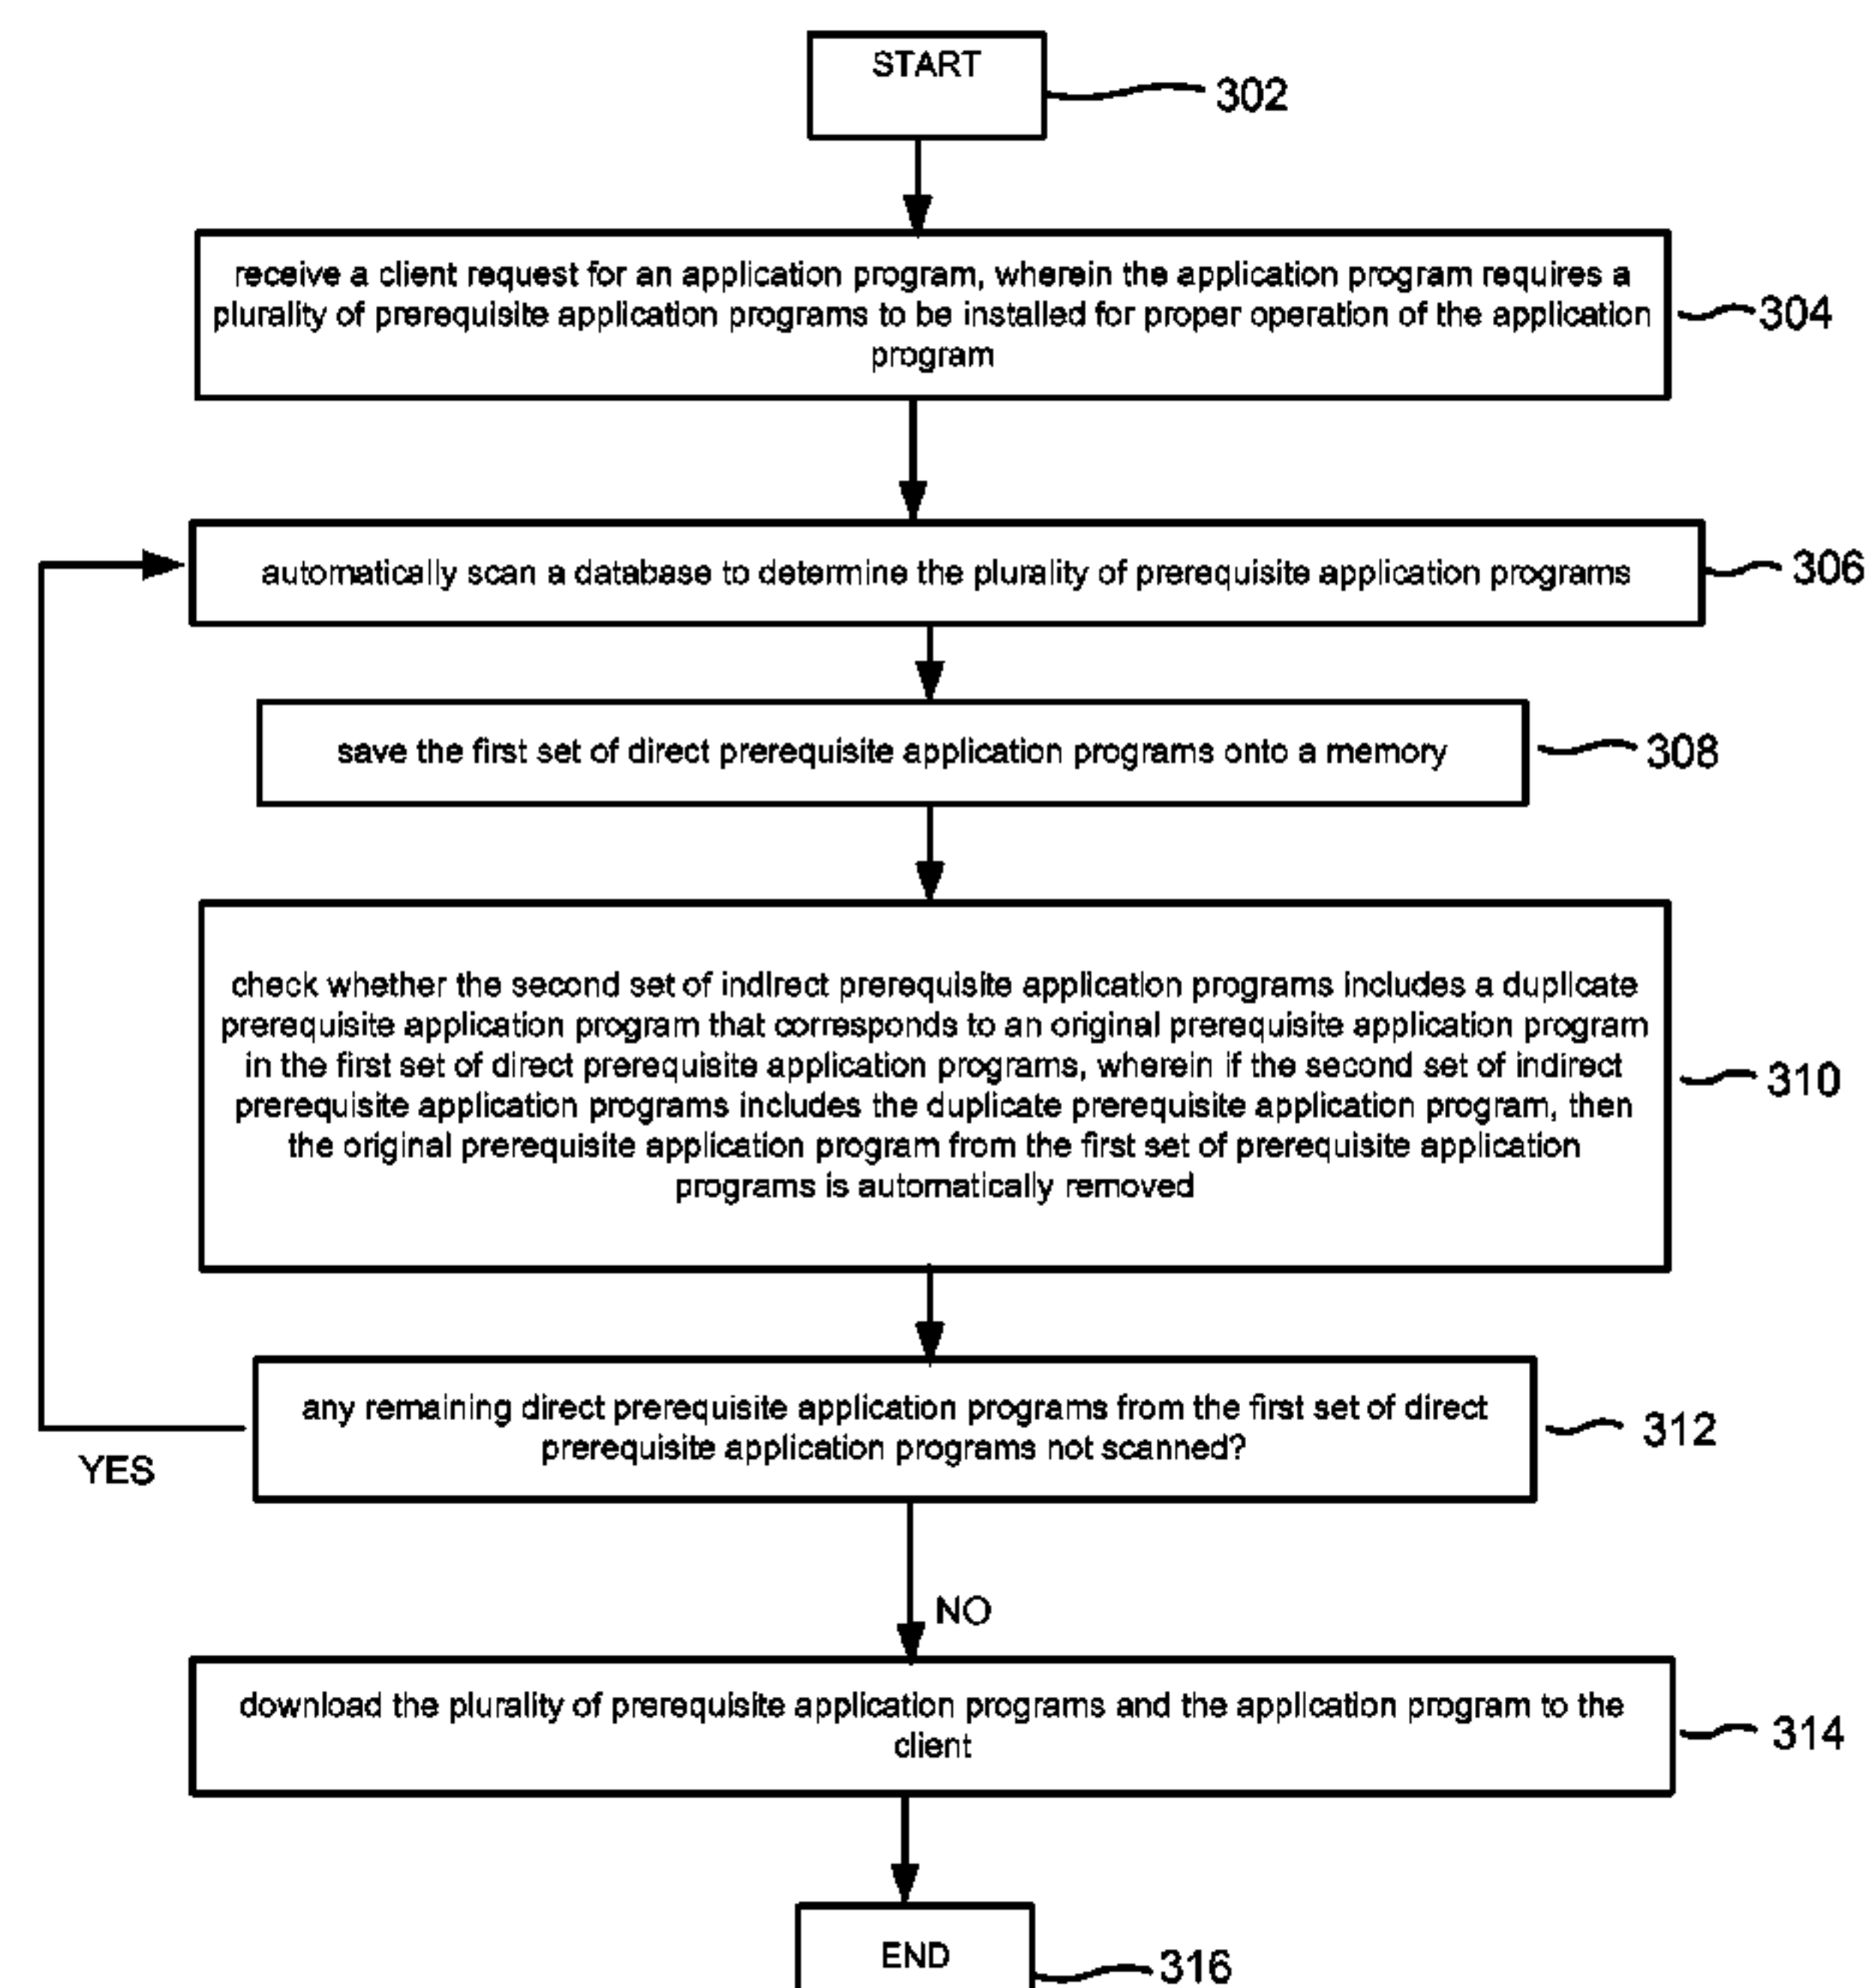 START
302
receive a client request for an application program, wherein the application program requires a
plurality of prerequisite application programs to be installed for proper operation of the application
program
304
automatically scan a database to determine the plurality of prerequisite application programs
306
save the first set of direct prerequisite application programs onto a memory
308
check whether the second set of indirect prerequisite application programs includes a duplicate
prerequisite application program that corresponds to an original prerequisite application program
in the first set of direct prerequisite application programs, wherein if the second set of indirect
prerequisite application programs includes the duplicate prerequisite application program, then
the original prerequisite application program from the first set of prerequisite application
programs is automatically removed
310
any remaining direct prerequisite application programs from the first set of direct
prerequisite application programs not scanned?
312
YES
NO
download the plurality of prerequisite application programs and the application program to the
client
314
END
316